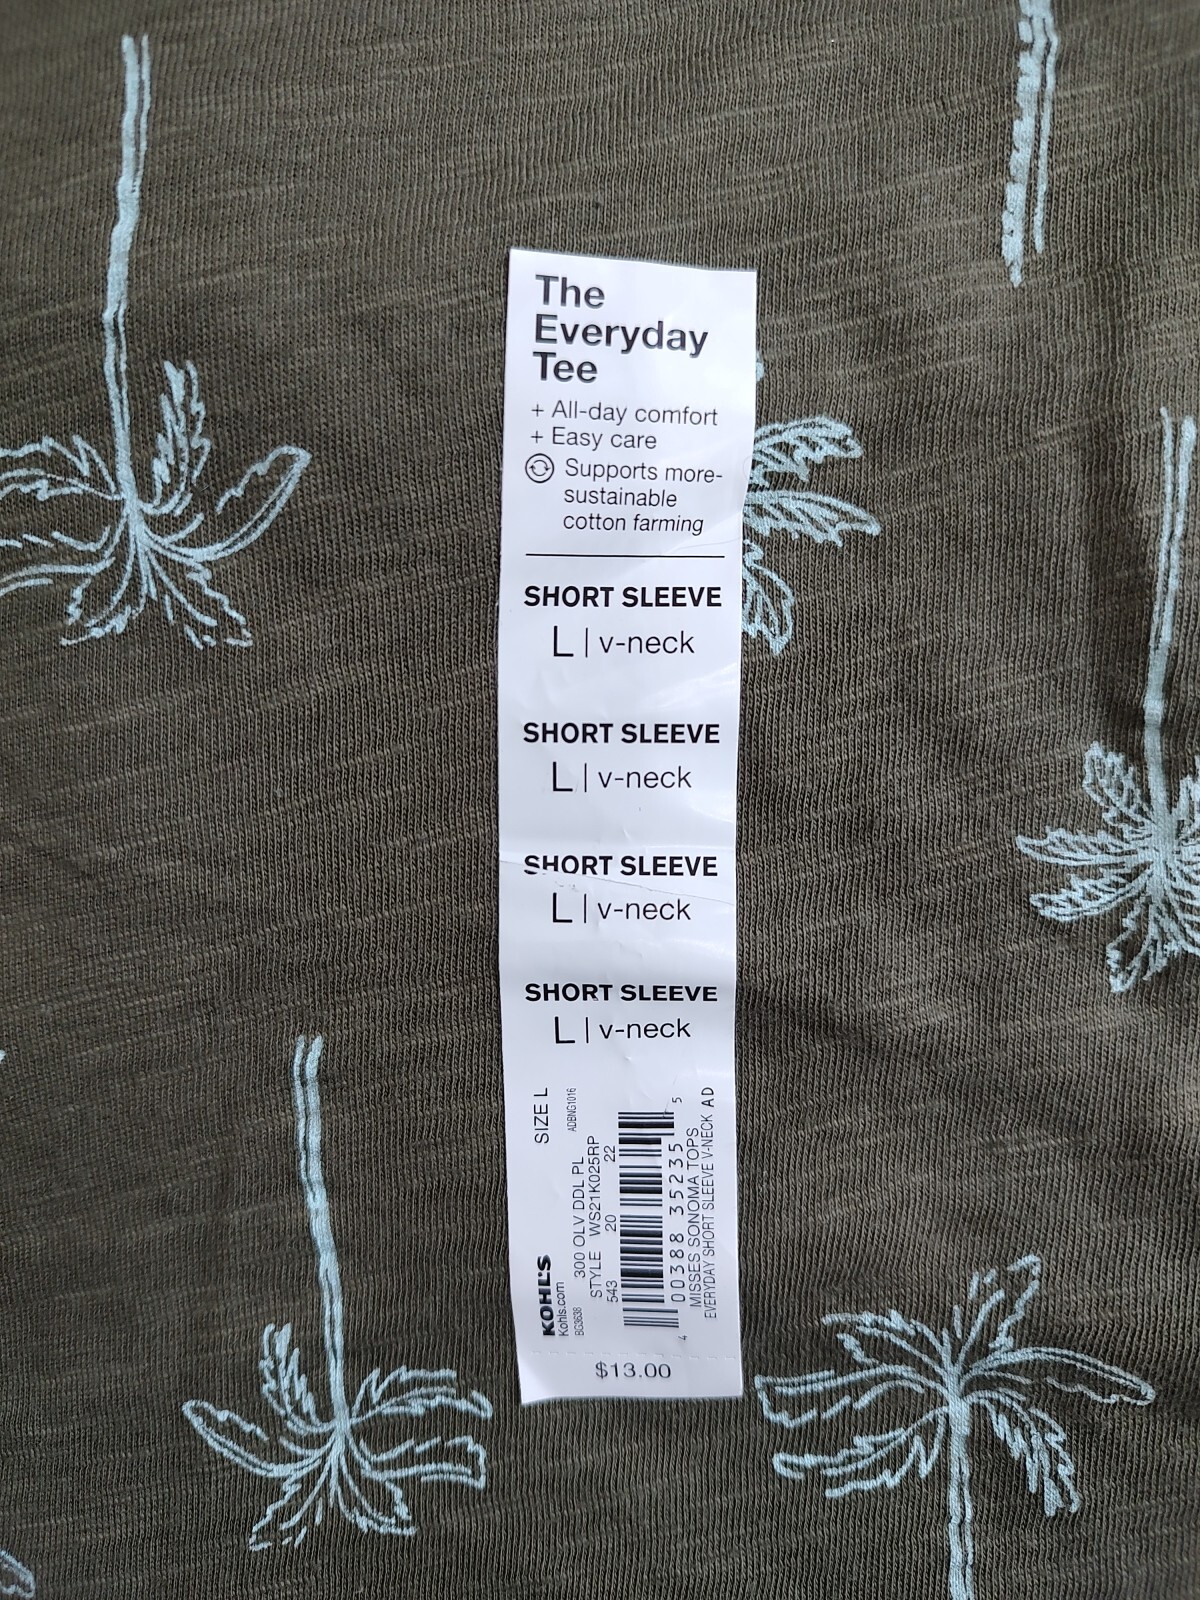 The
Everyday
Tee
+ All-day comfort
+ Easy care
Supports more-
sustainable
cotton farming
SHORT SLEEVE
L | v-neck
SHORT SLEEVE
L | v-neck
SHORT SLEEVE
L | v-neck
SHORT SLEEVE
L | v-neck
KOHL'S
SIZE L
Kohls.com
ADBNG1016
BG3638
300 OLV DDL PL
STYLE WS21K025RP
543 20 22
4 00388 35235 5
MISSES SONOMA TOPS
EVERYDAY SHORT SLEEVE V-NECK AD
$13.00